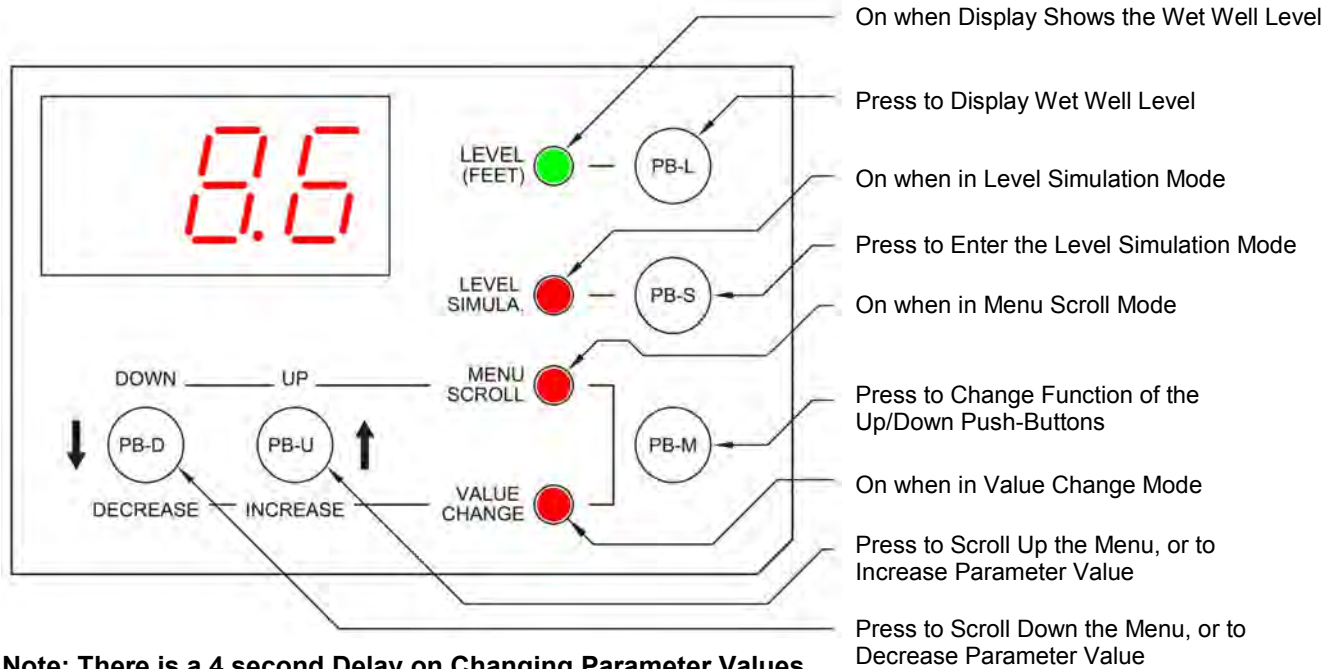 On when Display Shows the Wet Well Level
Press to Display Wet Well Level
8.6
LEVEL
(FEET)
PB-L
On when in Level Simulation Mode
Press to Enter the Level Simulation Mode
LEVEL
SIMULA.
PB-S
On when in Menu Scroll Mode
DOWN
UP
MENU
SCROLL
Press to Change Function of the
Up/Down Push-Buttons
PB-D
PB-U
PB-M
On when in Value Change Mode
DECREASE
INCREASE
VALUE
CHANGE
Press to Scroll Up the Menu, or to
Increase Parameter Value
Press to Scroll Down the Menu, or to
Decrease Parameter Value
Note: There is a 4 second Delay on Changing Parameter Values